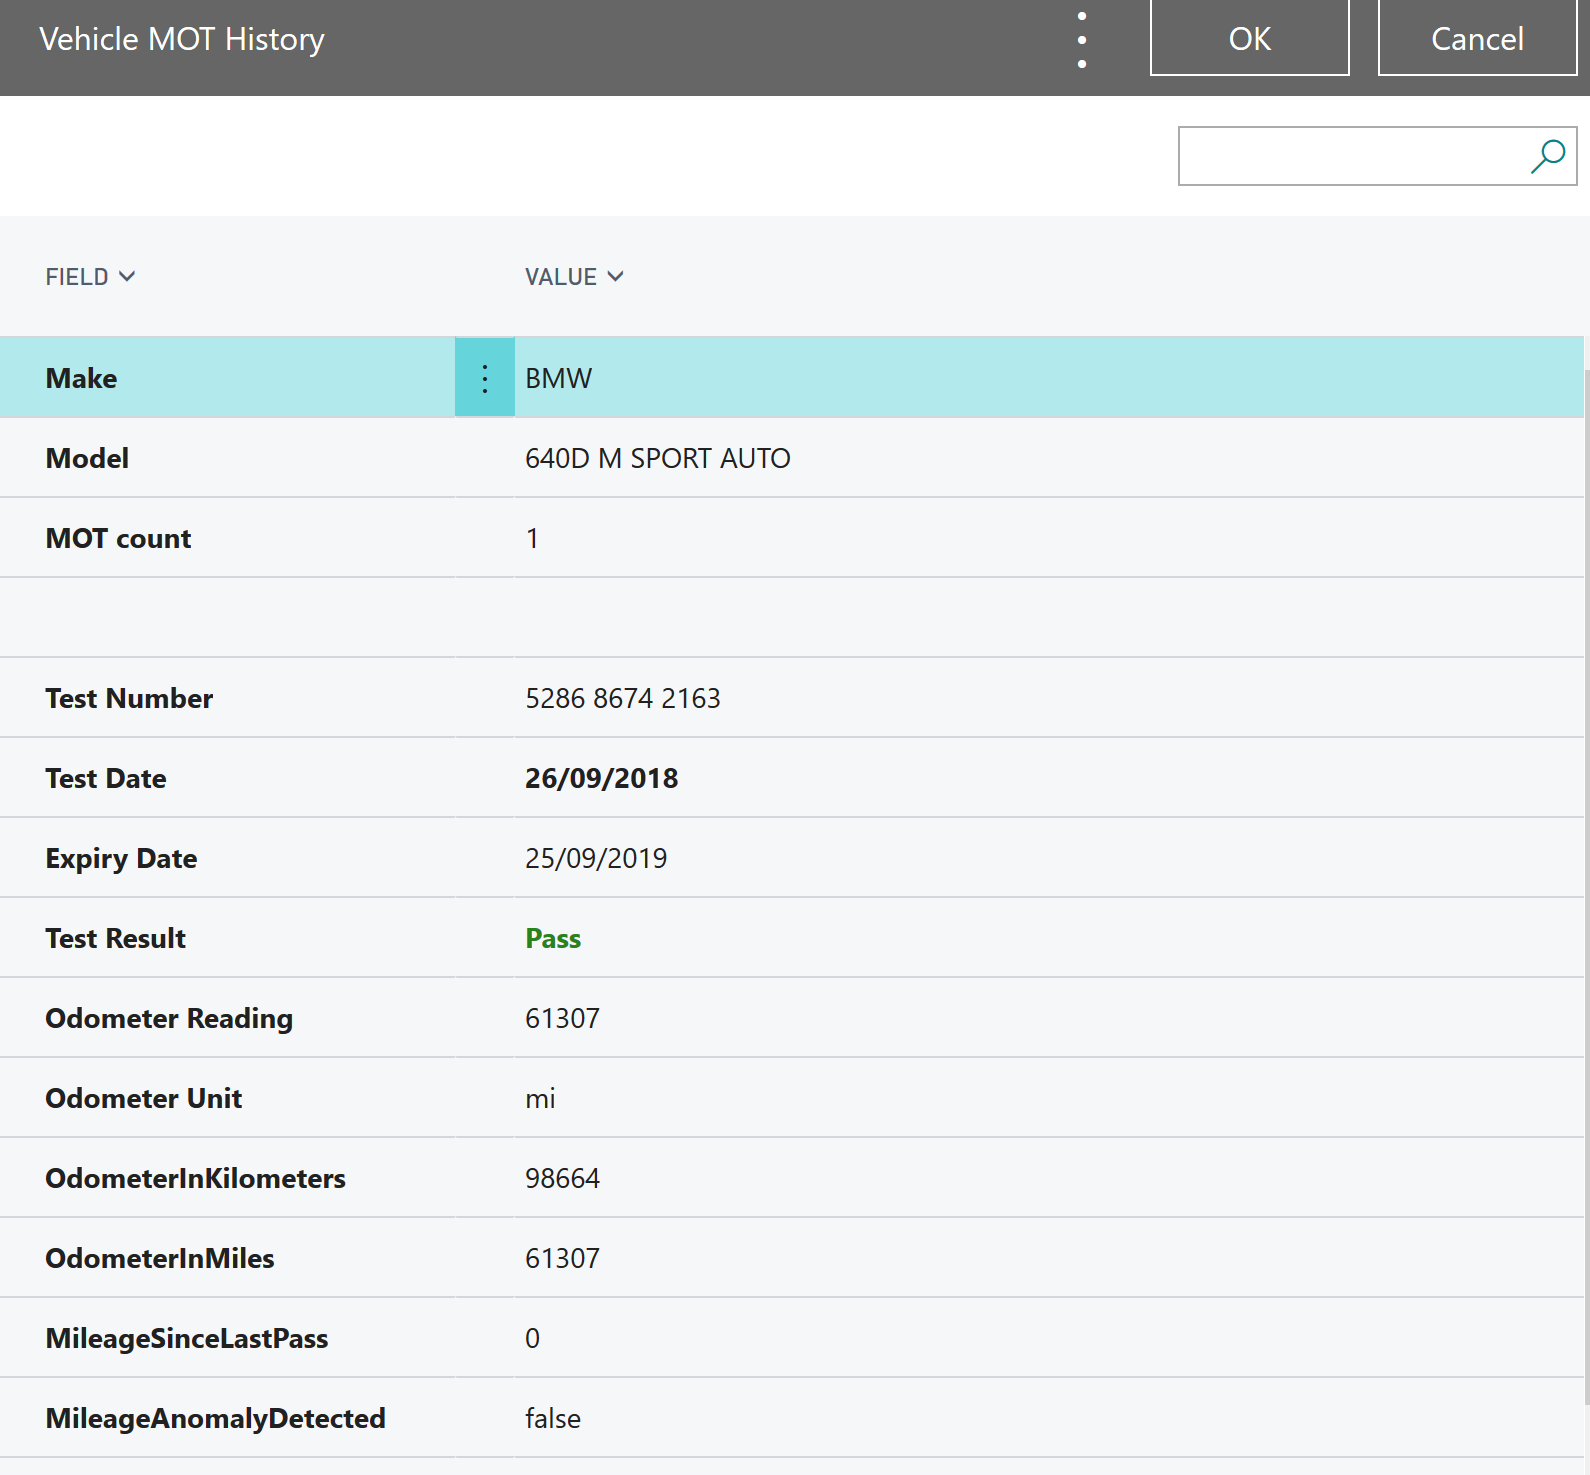 Vehicle MOT History
OK
Cancel
FIELD
VALUE
Make BMW
Model 640D M SPORT AUTO
MOT count 1
Test Number 5286 8674 2163
Test Date 26/09/2018
Expiry Date 25/09/2019
Test Result Pass
Odometer Reading 61307
Odometer Unit mi
OdometerInKilometers 98664
OdometerInMiles 61307
MileageSinceLastPass 0
MileageAnomalyDetected false